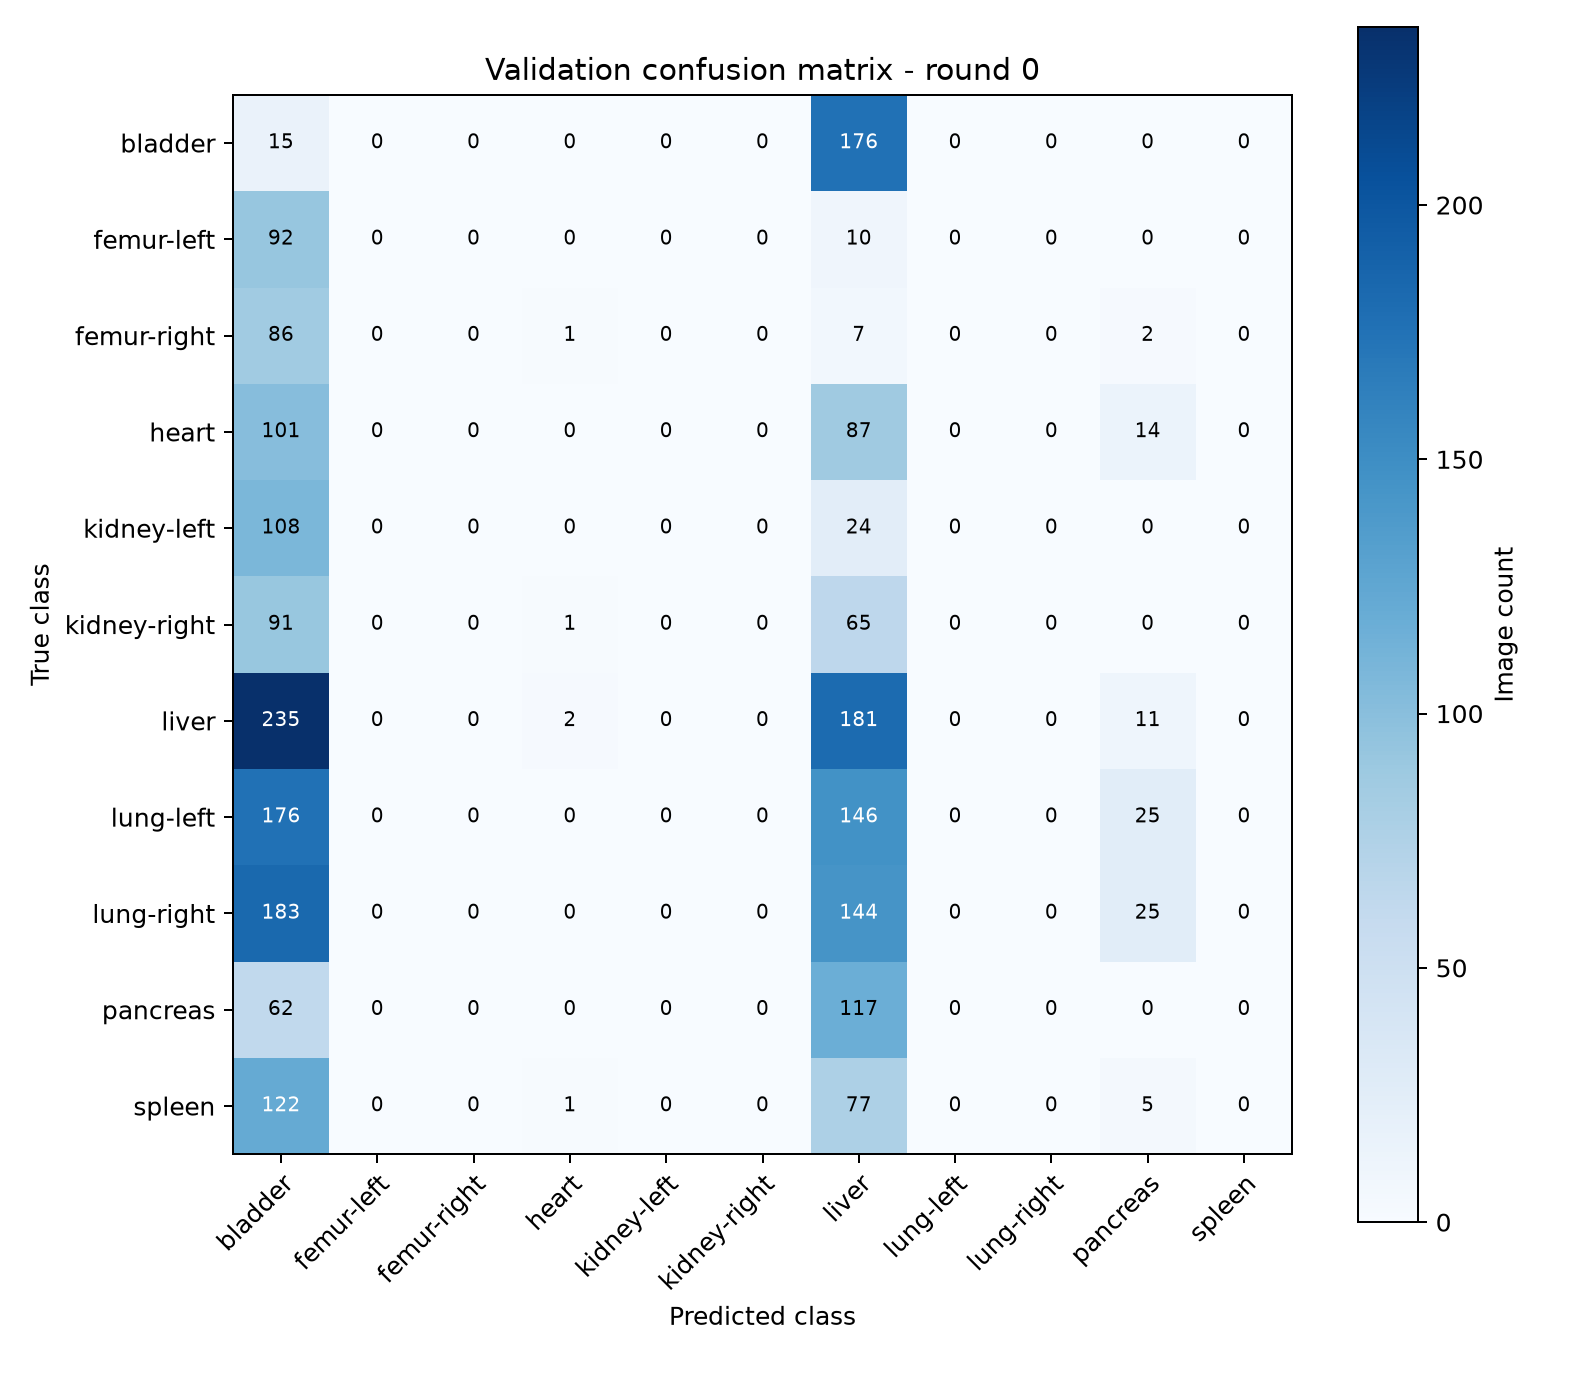 Validation confusion matrix - round 0
bladder 15 0 0 0 0 0 176 0 0 0 0
femur-left 92 0 0 0 0 0 10 0 0 0 0
femur-right 86 0 0 1 0 0 7 0 0 2 0
heart 101 0 0 0 0 0 87 0 0 14 0
kidney-left 108 0 0 0 0 0 24 0 0 0 0
kidney-right 91 0 0 1 0 0 65 0 0 0 0
liver 235 0 0 2 0 0 181 0 0 11 0
lung-left 176 0 0 0 0 0 146 0 0 25 0
lung-right 183 0 0 0 0 0 144 0 0 25 0
pancreas 62 0 0 0 0 0 117 0 0 0 0
spleen 122 0 0 1 0 0 77 0 0 5 0
True class
bladder femur-left femur-right heart kidney-left kidney-right liver lung-left lung-right pancreas spleen
Predicted class
200
150
100
50
0
Image count